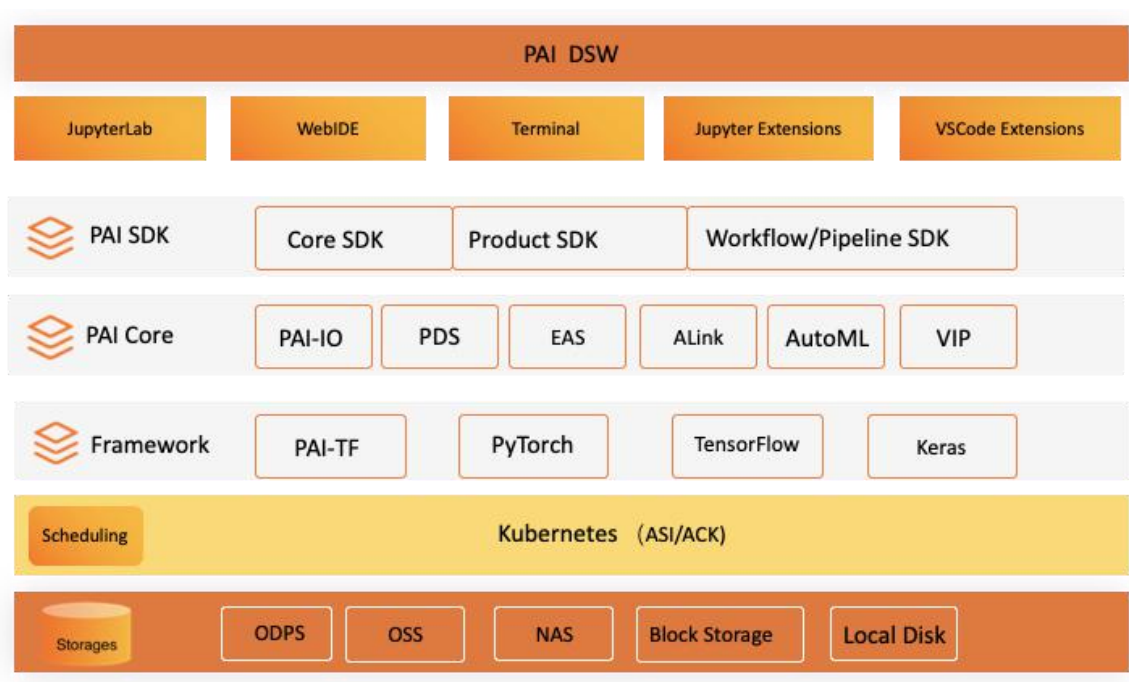 PAI DSW
JupyterLab WebIDE Terminal Jupyter Extensions VSCode Extensions
PAI SDK Core SDK Product SDK Workflow/Pipeline SDK
PAI Core PAI-IO PDS EAS ALink AutoML VIP
Framework PAI-TF PyTorch TensorFlow Keras
Scheduling Kubernetes （ASI/ACK)
Storages ODPS OSS NAS Block Storage Local Disk